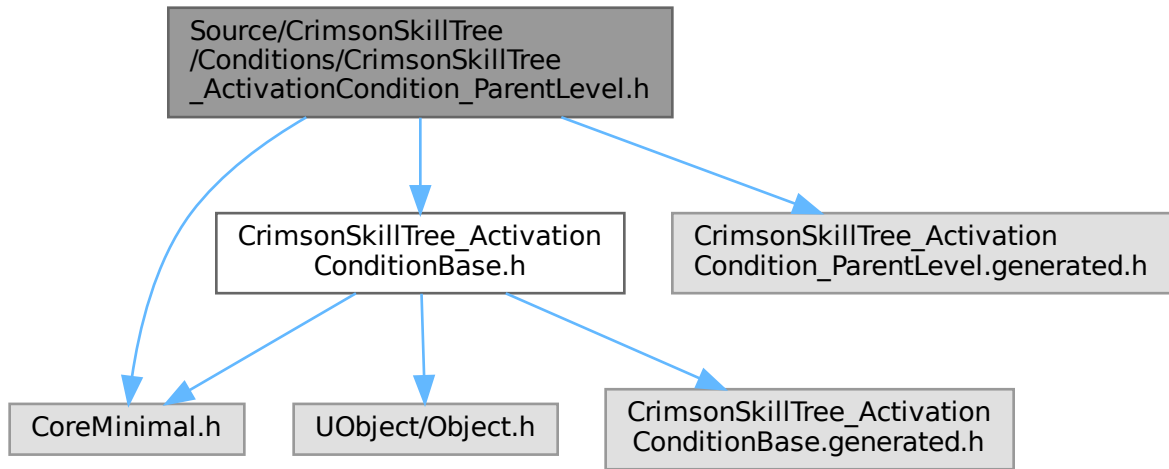 Source/CrimsonSkillTree
/Conditions/CrimsonSkillTree
_ActivationCondition_ParentLevel.h
CrimsonSkillTree_Activation
ConditionBase.h
CrimsonSkillTree_Activation
Condition_ParentLevel.generated.h
CoreMinimal.h
UObject/Object.h
CrimsonSkillTree_Activation
ConditionBase.generated.h